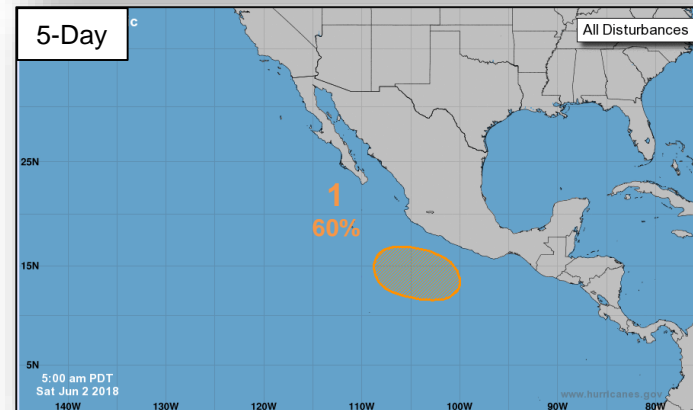 5-Day
c
All Disturbances
25N
1
60%
15N
5N
5:00 am PDT
Sat Jun 2 2018
www.hurricanes.gov
140W 130W 120W 110W 100W 90W 80W